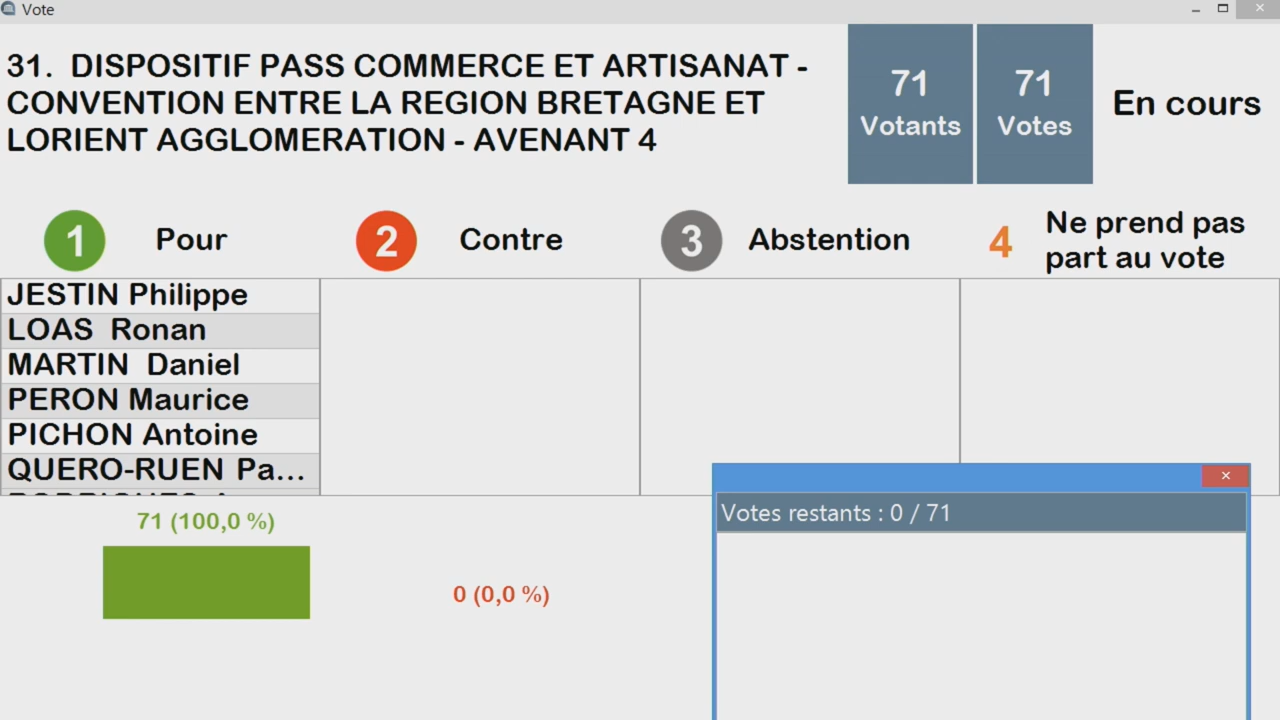 Vote
31. DISPOSITIF PASS COMMERCE ET ARTISANAT -
CONVENTION ENTRE LA REGION BRETAGNE ET
LORIENT AGGLOMERATION - AVENANT 4
71
Votants
71
Votes
En cours
1 Pour
2 Contre
3 Abstention
4 Ne prend pas
part au vote
JESTIN Philippe
LOAS Ronan
MARTIN Daniel
PERON Maurice
PICHON Antoine
QUERO-RUEN Pa...
71 (100,0 %)
0 (0,0 %)
Votes restants : 0 / 71